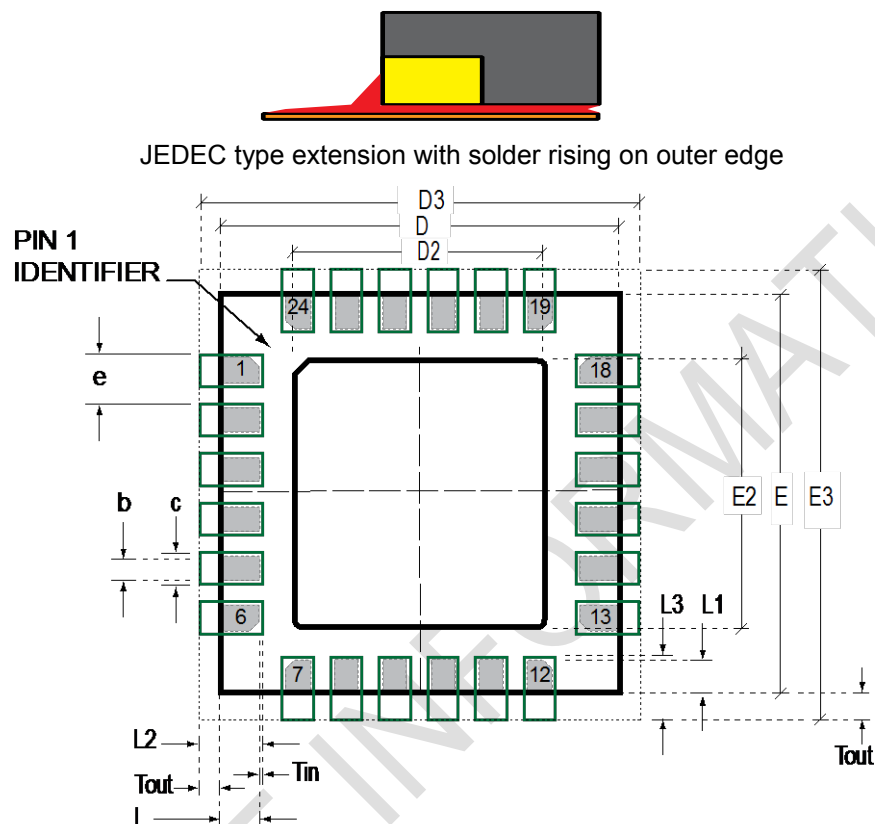 JEDEC type extension with solder rising on outer edge
D3
D
D2
PIN 1
IDENTIFIER
24
19
1
18
e
E2
E
E3
b
c
6
13
L3
L1
7
12
L2
Tin
Tout
Tout
L
INFORMATI